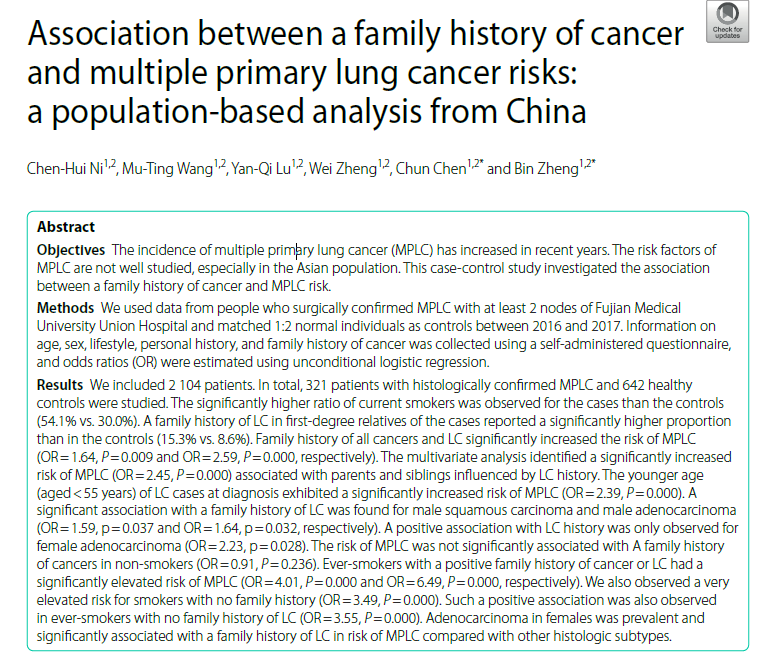 Check for
updates
Association between a family history of cancer
and multiple primary lung cancer risks:
a population-based analysis from China
Chen-Hui Ni1,2, Mu-Ting Wang1,2, Yan-Qi Lu1,2, Wei Zheng1,2, Chun Chen1,2* and Bin Zheng1,2*
Abstract
Objectives The incidence of multiple primary lung cancer (MPLC) has increased in recent years. The risk factors of
MPLC are not well studied, especially in the Asian population. This case-control study investigated the association
between a family history of cancer and MPLC risk.
Methods We used data from people who surgically confirmed MPLC with at least 2 nodes of Fujian Medical
University Union Hospital and matched 1:2 normal individuals as controls between 2016 and 2017. Information on
age, sex, lifestyle, personal history, and family history of cancer was collected using a self-administered questionnaire,
and odds ratios (OR) were estimated using unconditional logistic regression.
Results We included 2 104 patients. In total, 321 patients with histologically confirmed MPLC and 642 healthy
controls were studied. The significantly higher ratio of current smokers was observed for the cases than the controls
(54.1% vs. 30.0%). A family history of LC in first-degree relatives of the cases reported a significantly higher proportion
than in the controls (15.3% vs. 8.6%). Family history of all cancers and LC significantly increased the risk of MPLC
(OR=1.64, P=0.009 and OR=2.59, P=0.000, respectively). The multivariate analysis identified a significantly increased
risk of MPLC (OR=2.45, P=0.000) associated with parents and siblings influenced by LC history. The younger age
(aged<55 years) of LC cases at diagnosis exhibited a significantly increased risk of MPLC (OR=2.39, P=0.000). A
significant association with a family history of LC was found for male squamous carcinoma and male adenocarcinoma
(OR=1.59, p=0.037 and OR=1.64, p=0.032, respectively). A positive association with LC history was only observed for
female adenocarcinoma (OR=2.23, p=0.028). The risk of MPLC was not significantly associated with A family history
of cancers in non-smokers (OR=0.91, P=0.236). Ever-smokers with a positive family history of cancer or LC had a
significantly elevated risk of MPLC (OR=4.01, P=0.000 and OR=6.49, P=0.000, respectively). We also observed a very
elevated risk for smokers with no family history (OR=3.49, P=0.000). Such a positive association was also observed
in ever-smokers with no family history of LC (OR=3.55, P=0.000). Adenocarcinoma in females was prevalent and
significantly associated with a family history of LC in risk of MPLC compared with other histologic subtypes.